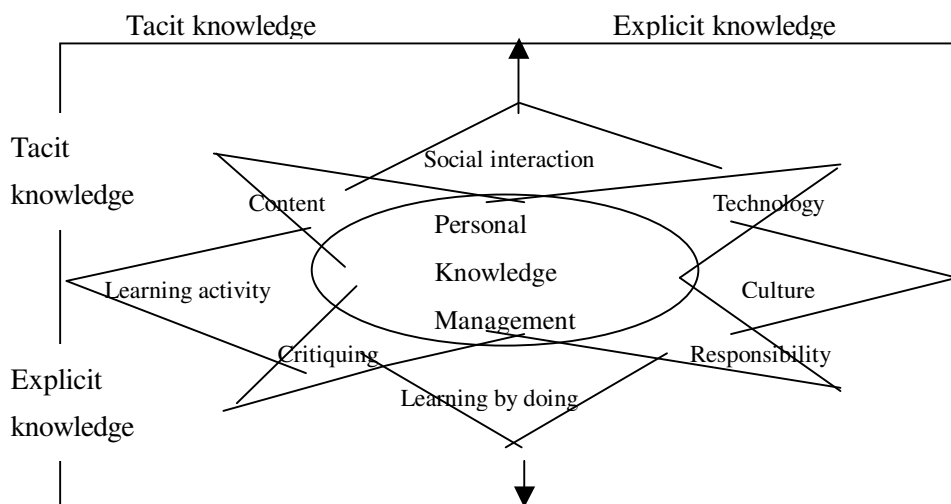 Tacit knowledge
Explicit knowledge
Tacit
knowledge
Social interaction
Content
Technology
Personal
Knowledge
Management
Learning activity
Culture
Critiquing
Responsibility
Explicit
knowledge
Learning by doing